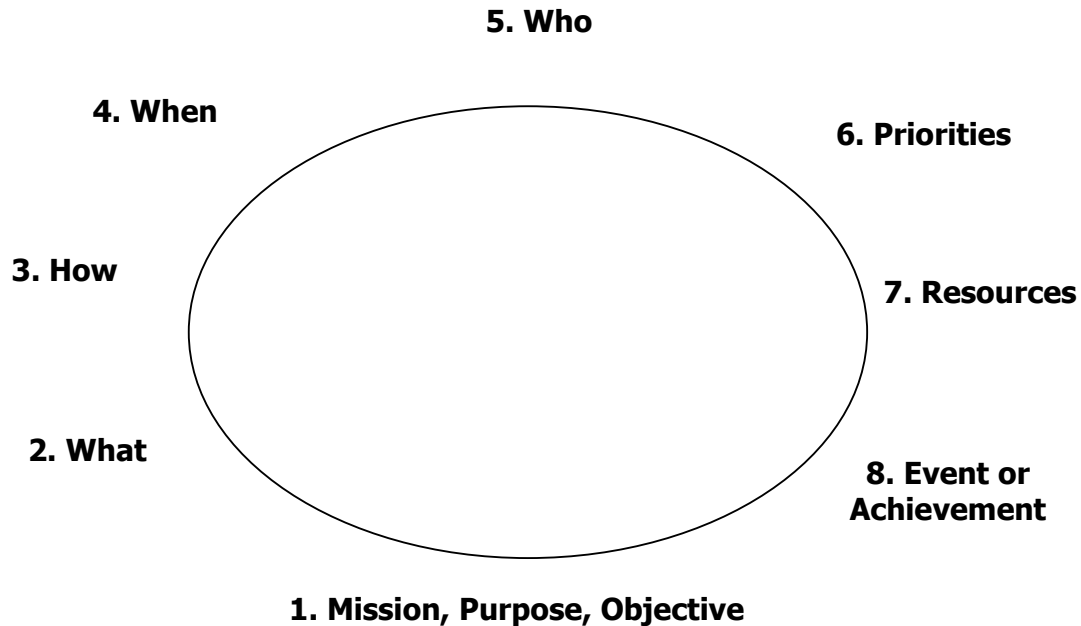 5. Who
4. When
6. Priorities
3. How
7. Resources
2. What
8. Event or
Achievement
1. Mission, Purpose, Objective